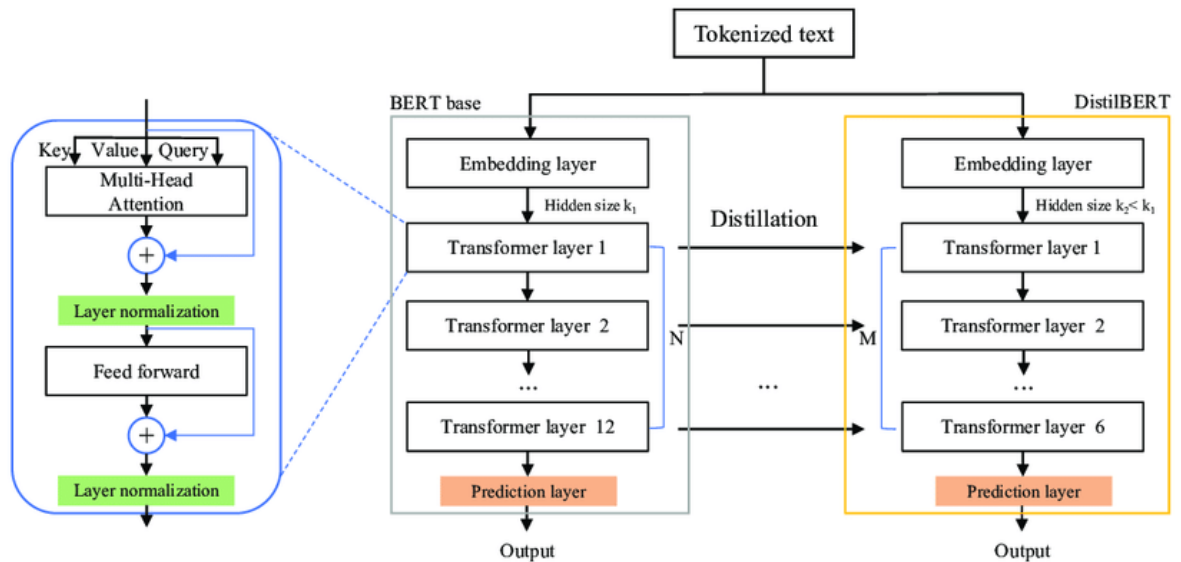 Tokenized text
BERT base
DistilBERT
Key Value Query
Multi-Head
Attention
+
Layer normalization
Feed forward
+
Layer normalization
Embedding layer
Hidden size k₁
Transformer layer 1
Transformer layer 2
...
Transformer layer 12
N
Prediction layer
Output
Distillation
...
Embedding layer
Hidden size k₂< k₁
Transformer layer 1
Transformer layer 2
...
Transformer layer 6
M
Prediction layer
Output